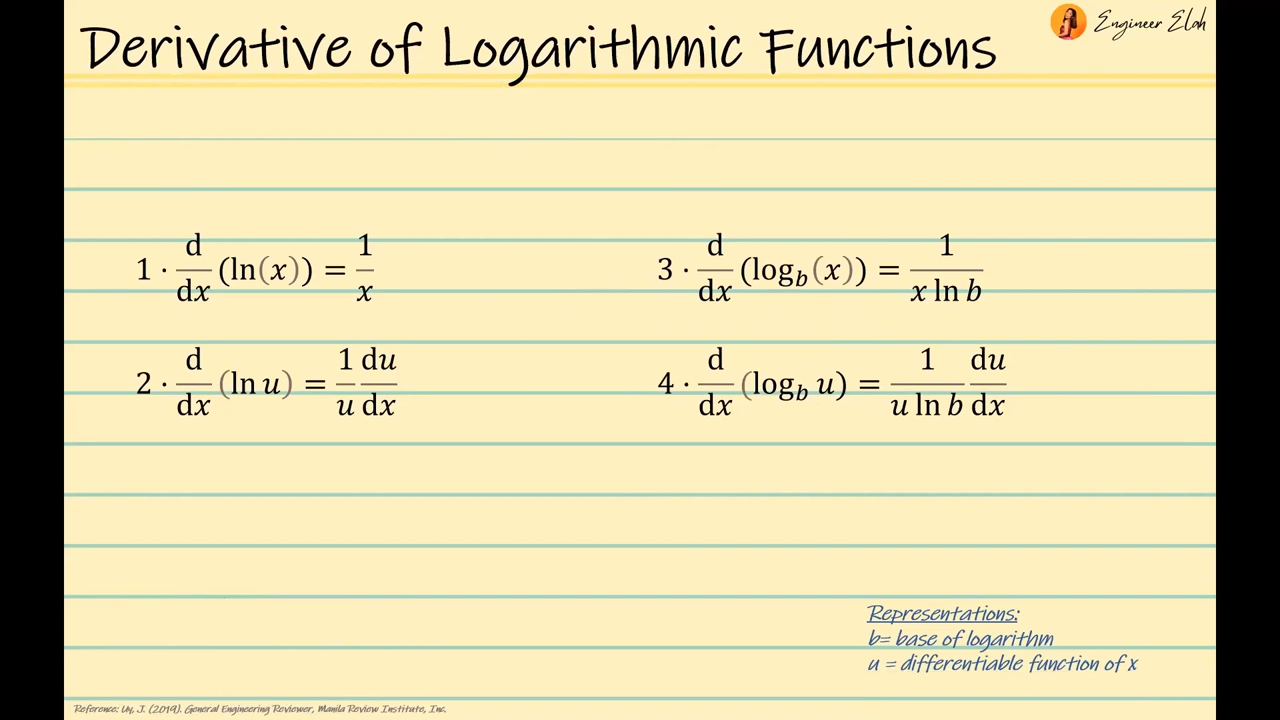 Derivative of Logarithmic Functions
Engineer Elah
1 · d/dx (ln(x)) = 1/x
2 · d/dx (ln u) = 1/u du/dx
3 · d/dx (log_b (x)) = 1/(x ln b)
4 · d/dx (log_b u) = 1/(u ln b) du/dx
Representations:
b= base of logarithm
u = differentiable function of x
Reference: Uy, J. (2019). General Engineering Reviewer, Manila Review Institute, Inc.